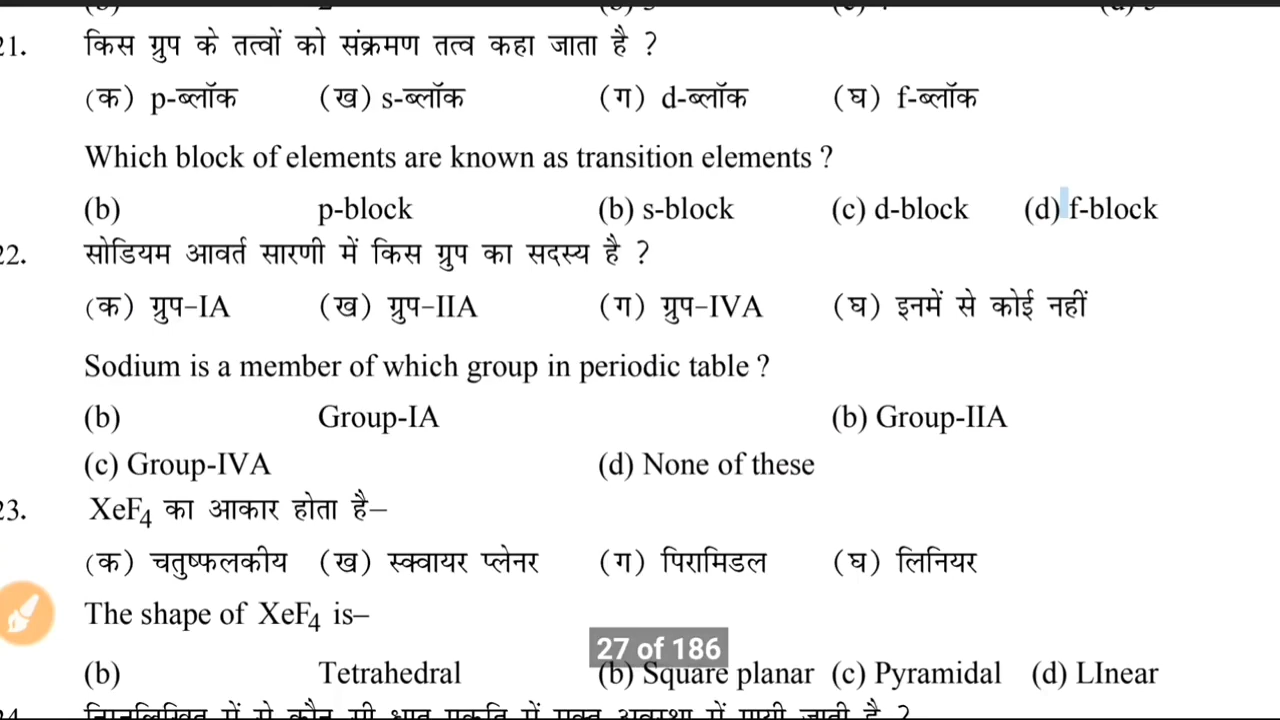 21. किस ग्रुप के तत्वों को संक्रमण तत्व कहा जाता है ?
(क) p-ब्लॉक (ख) s-ब्लॉक (ग) d-ब्लॉक (घ) f-ब्लॉक
Which block of elements are known as transition elements ?
(b) p-block (b) s-block (c) d-block (d) f-block
22. सोडियम आवर्त सारणी में किस ग्रुप का सदस्य है ?
(क) ग्रुप-IA (ख) ग्रुप-IIA (ग) ग्रुप-IVA (घ) इनमें से कोई नहीं
Sodium is a member of which group in periodic table ?
(b) Group-IA (b) Group-IIA
(c) Group-IVA (d) None of these
23. XeF4 का आकार होता है–
(क) चतुष्फलकीय (ख) स्क्वायर प्लेनर (ग) पिरामिडल (घ) लिनियर
The shape of XeF4 is–
27 of 186
(b) Tetrahedral (b) Square planar (c) Pyramidal (d) LInear